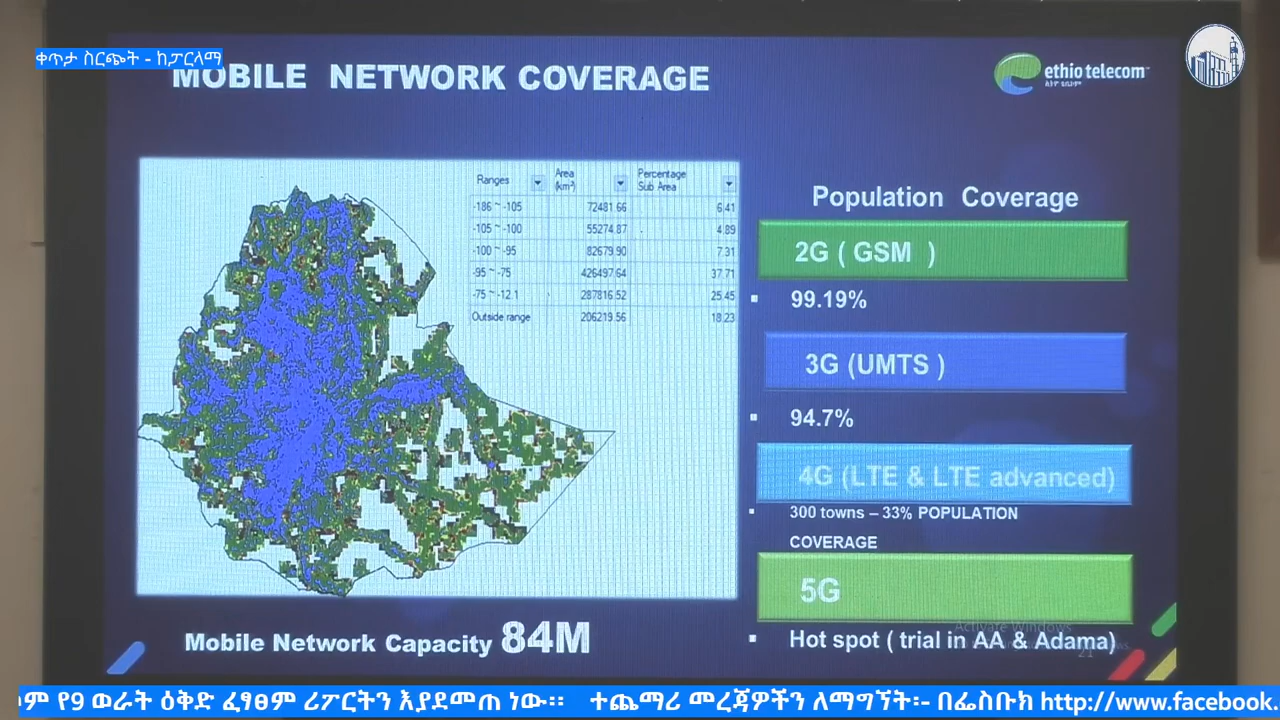 ቀጥታ ስርጭት - ከፓርላማ
MOBILE NETWORK COVERAGE
ethio telecom
ኢትዮ ቴሌኮም
Ranges Area (km²) Percentage Sub Area
-186 ~ -105 72481.66 6.41
-105 ~ -100 55274.87 4.89
-100 ~ -95 82679.90 7.31
-95 ~ -75 426497.64 37.71
-75 ~ -12.1 287816.52 25.45
Outside range 206219.56 18.23
Population Coverage
2G ( GSM )
▪ 99.19%
3G (UMTS )
▪ 94.7%
4G (LTE & LTE advanced)
▪ 300 towns – 33% POPULATION
COVERAGE
5G
Activate Windows
▪ Hot spot ( trial in AA & Adama)
21
Mobile Network Capacity 84M
ም የ9 ወራት ዕቅድ ፈፃፀም ሪፖርትን እያደመጠ ነው። ተጨማሪ መረጃዎችን ለማግኘት፡- በፌስቡክ http://www.facebook.